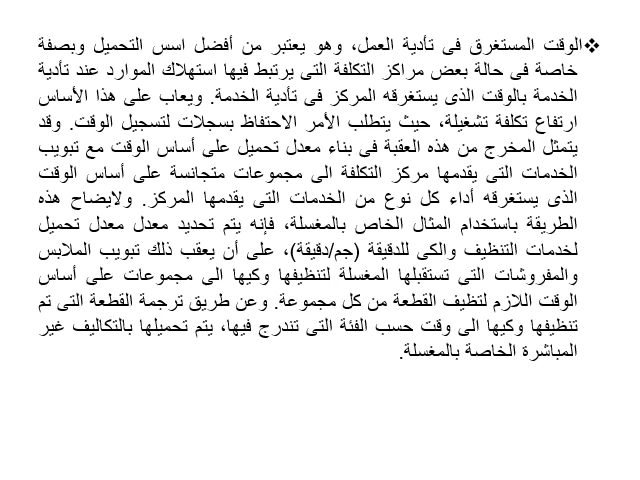 ❖الوقت المستغرق فى تأدية العمل، وهو يعتبر من أفضل اسس التحميل وبصفة
خاصة فى حالة بعض مراكز التكلفة التى يرتبط فيها استهلاك الموارد عند تأدية
الخدمة بالوقت الذى يستغرقه المركز فى تأدية الخدمة. ويعاب على هذا الأساس
ارتفاع تكلفة تشغيلة، حيث يتطلب الأمر الاحتفاظ بسجلات لتسجيل الوقت. وقد
يتمثل المخرج من هذه العقبة فى بناء معدل تحميل على أساس الوقت مع تبويب
الخدمات التى يقدمها مركز التكلفة الى مجموعات متجانسة على أساس الوقت
الذى يستغرقه أداء كل نوع من الخدمات التى يقدمها المركز. ولايضاح هذه
الطريقة باستخدام المثال الخاص بالمغسلة، فإنه يتم تحديد معدل معدل تحميل
لخدمات التنظيف والكى للدقيقة (جم/دقيقة)، على أن يعقب ذلك تبويب الملابس
والمفروشات التى تستقبلها المغسلة لتنظيفها وكيها الى مجموعات على أساس
الوقت اللازم لتظيف القطعة من كل مجموعة. وعن طريق ترجمة القطعة التى تم
تنظيفها وكيها الى وقت حسب الفئة التى تندرج فيها، يتم تحميلها بالتكاليف غير
المباشرة الخاصة بالمغسلة.